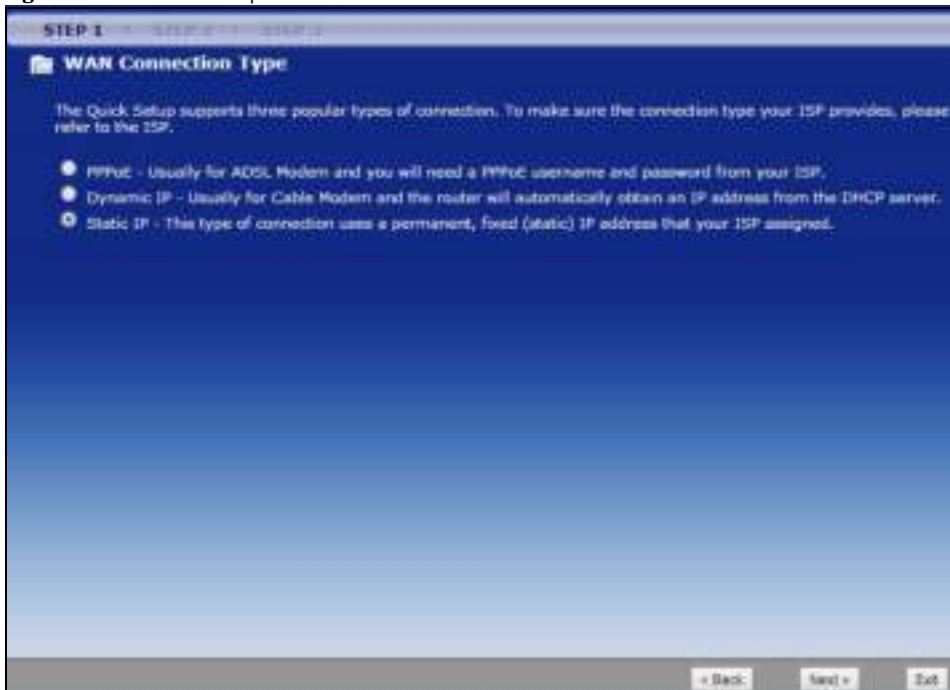 STEP 1 STEP 2 STEP 3
WAN Connection Type
The Quick Setup supports three popular types of connection. To make sure the connection type your ISP provides, please
refer to the ISP.
PPPoE - Usually for ADSL Modem and you will need a PPPoE username and password from your ISP.
Dynamic IP - Usually for Cable Modem and the router will automatically obtain an IP address from the DHCP server.
Static IP - This type of connection uses a permanent, fixed (static) IP address that your ISP assigned.
< Back Next > Exit